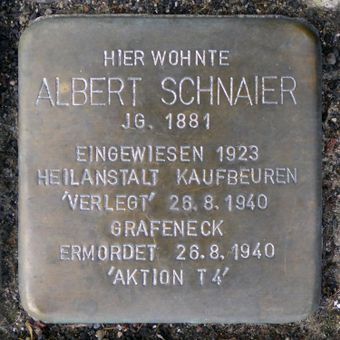 HIER WOHNTE
ALBERT SCHNAIER
JG. 1881
EINGEWIESEN 1923
HEILANSTALT KAUFBEUREN
'VERLEGT' 26.8.1940
GRAFENECK
ERMORDET 26.8.1940
'AKTION T4'